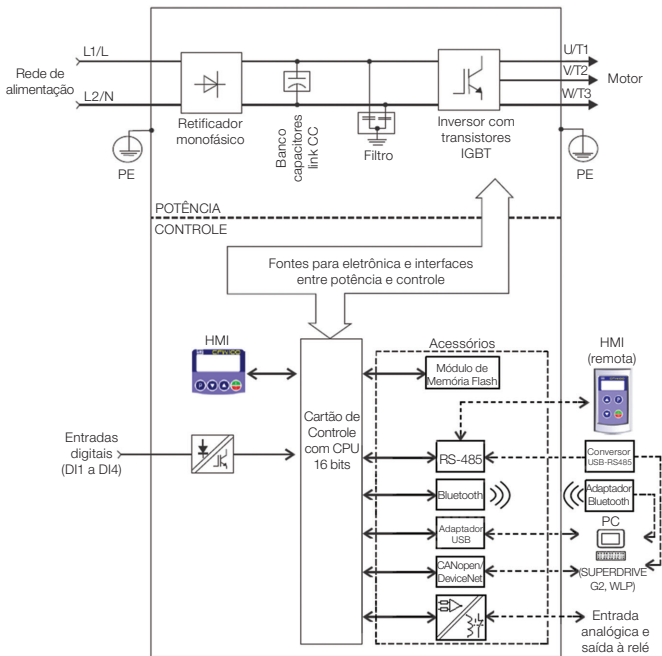 L1/L
Rede de
alimentação
L2/N
PE
Retificador
monofásico
Banco
capacitores
link CC
Filtro
Inversor com
transistores
IGBT
U/T1
V/T2
W/T3
Motor
PE
POTÊNCIA
CONTROLE
Fontes para eletrônica e interfaces
entre potência e controle
HMI
Entradas
digitais
(DI1 a DI4)
Cartão de
Controle
com CPU
16 bits
Acessórios
Módulo de
Memória Flash
RS-485
Bluetooth
Adaptador
USB
CANopen/
DeviceNet
HMI
(remota)
Conversor
USB-RS485
Adaptador
Bluetooth
PC
(SUPERDRIVE
G2, WLP)
Entrada
analógica e
saída à relé